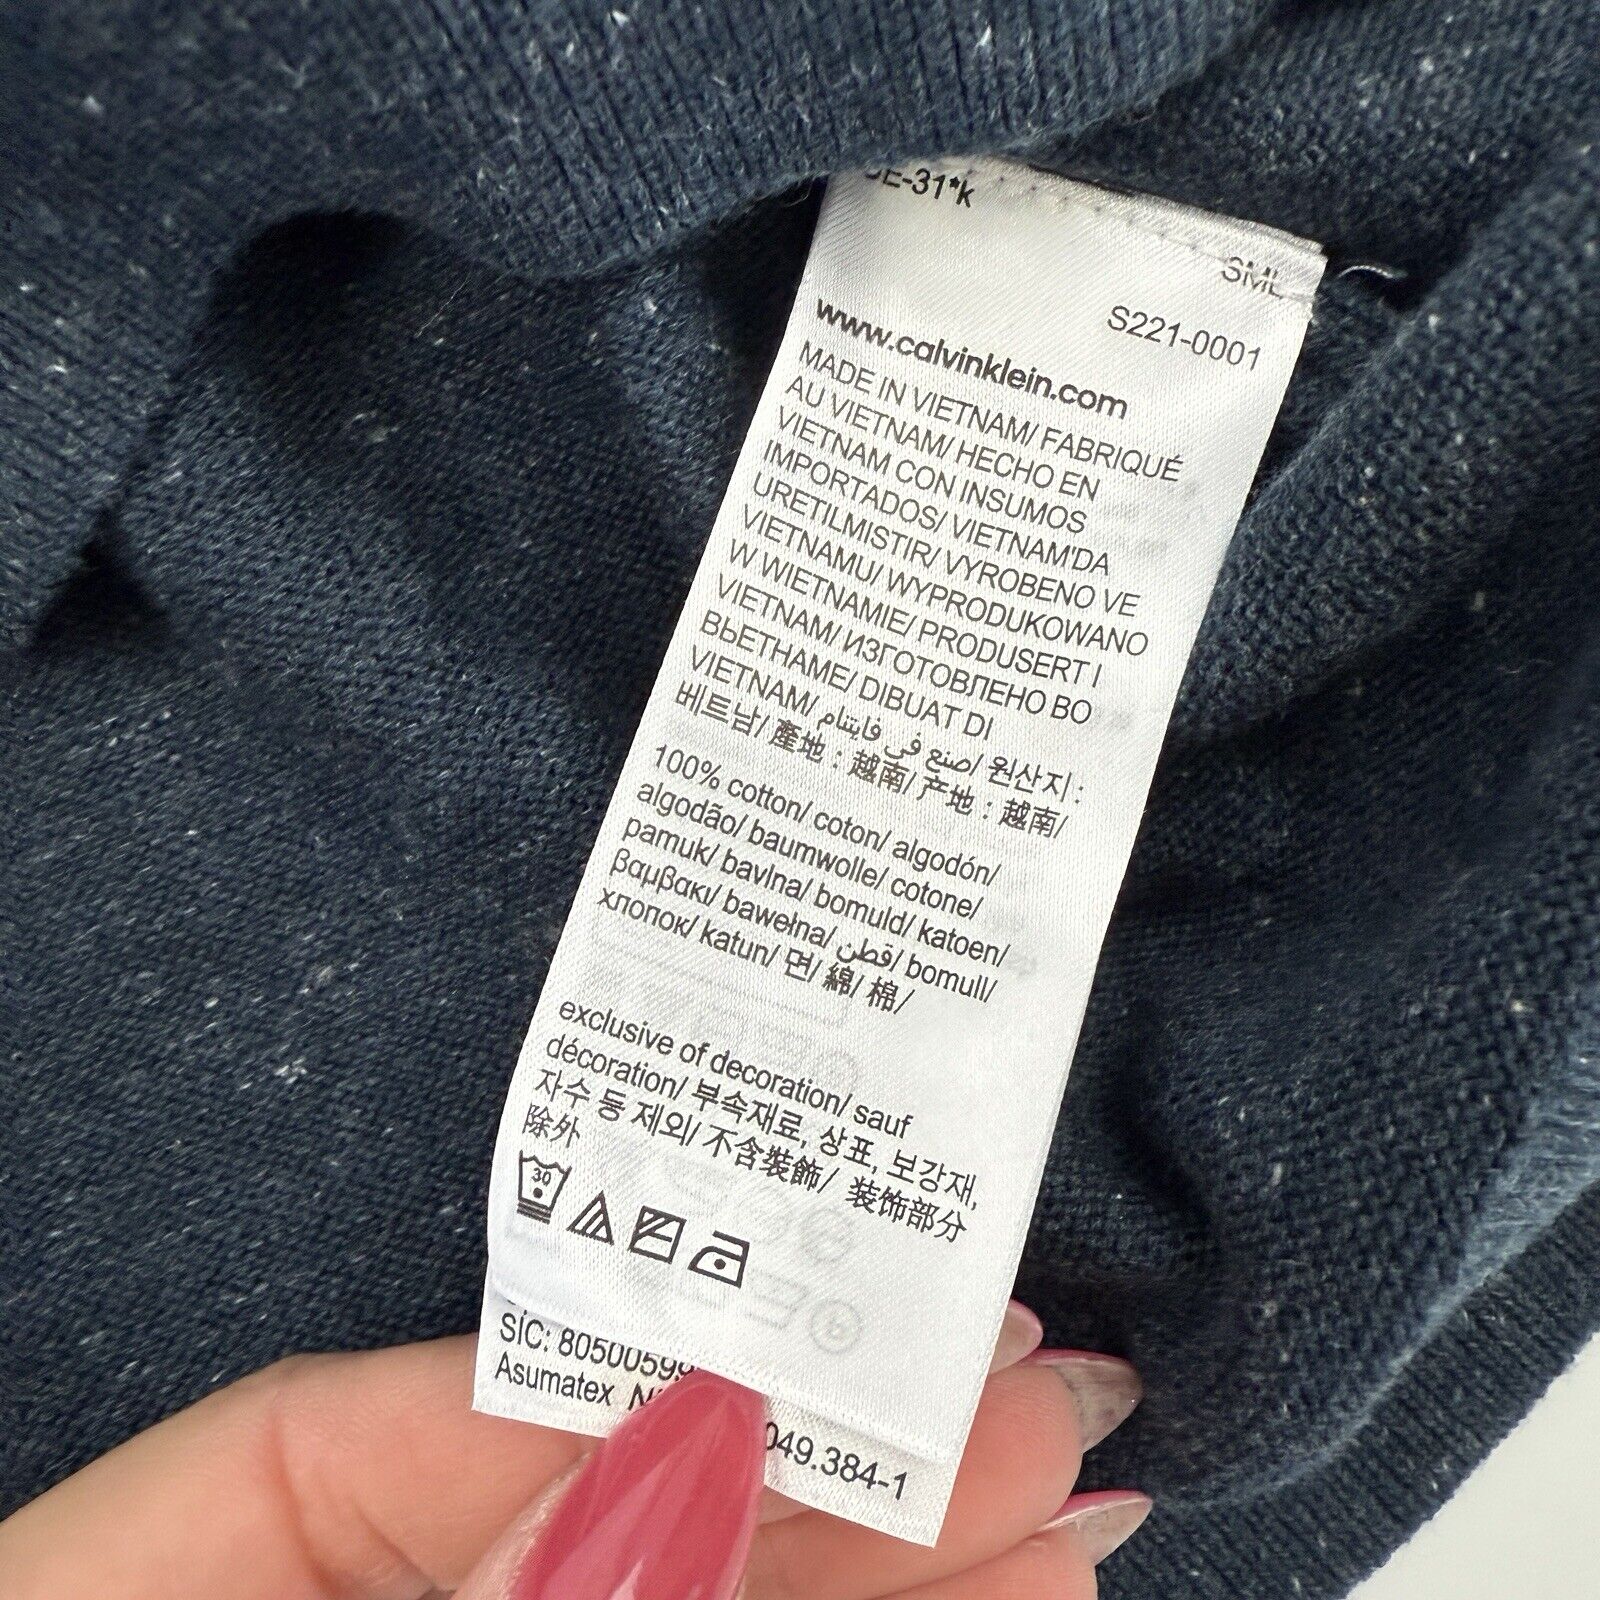 -31*k
SML
S221-0001
www.calvinklein.com
MADE IN VIETNAM/ FABRIQUÉ
AU VIETNAM/ HECHO EN
VIETNAM CON INSUMOS
IMPORTADOS/ VIETNAM'DA
URETILMISTIR/ VYROBENO VE
VIETNAMU/ WYPRODUKOWANO
W WIETNAMIE/ PRODUSERT I
VIETNAM/ ИЗГОТОВЛЕНО ВО
ВЬЕТНАМЕ/ DIBUAT DI
VIETNAM/ صنع في فايتنام/ 원산지 :
베트남/ 產地 : 越南/ 产地 : 越南/
100% cotton/ coton/ algodón/
algodão/ baumwolle/ cotone/
pamuk/ bavlna/ bomuld/ katoen/
βαμβακι/ bawełna/ قطن/ bomull/
хлопок/ katun/ 면/ 綿/ 棉/
exclusive of decoration/ sauf
décoration/ 부속재료, 상표, 보강재,
자수 등 제외/ 不含裝飾/ 装饰部分
除外
30
SIC: 80500599
Asumatex 049.384-1